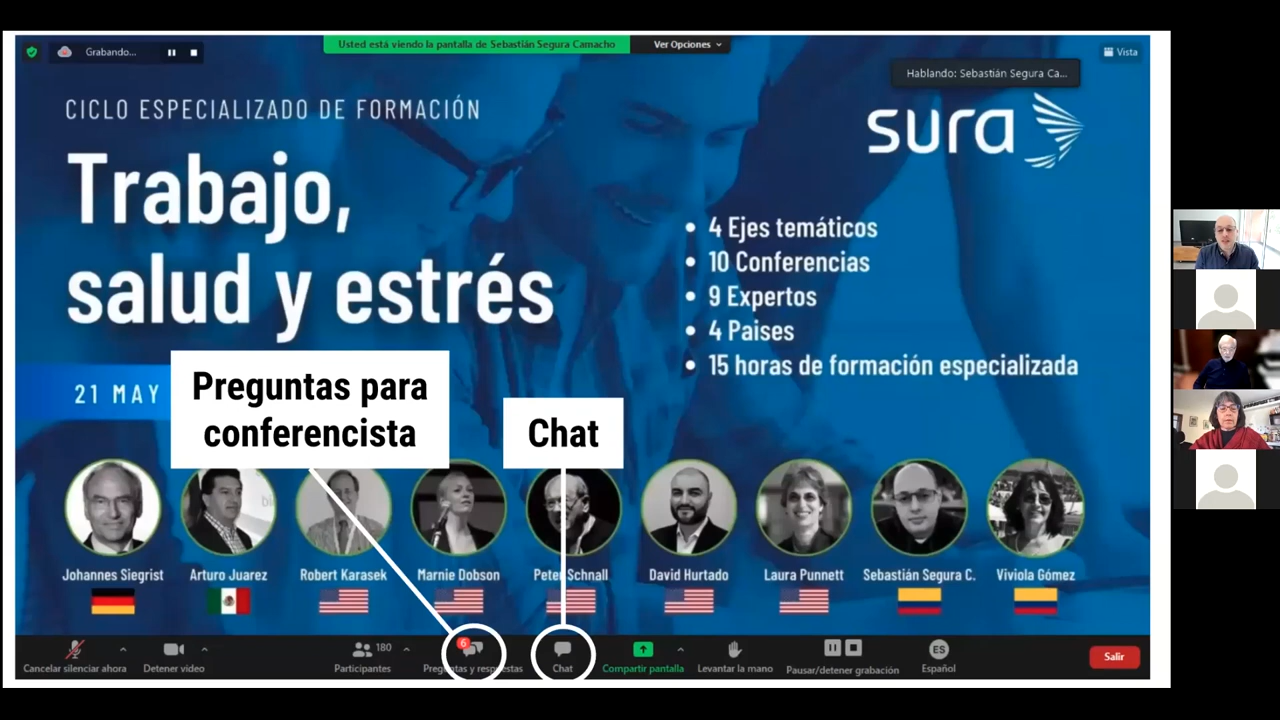 Grabando...
Usted está viendo la pantalla de Sebastián Segura Camacho
Ver Opciones
Vista
Hablando: Sebastián Segura Ca...
CICLO ESPECIALIZADO DE FORMACIÓN
sura
Trabajo,
salud y estrés
• 4 Ejes temáticos
• 10 Conferencias
• 9 Expertos
• 4 Paises
• 15 horas de formación especializada
21 MAY
Preguntas para
conferencista
Chat
Johannes Siegrist
Arturo Juarez
Robert Karasek
Marnie Dobson
Peter Schnall
David Hurtado
Laura Punnett
Sebastián Segura C.
Viviola Gómez
Cancelar silenciar ahora
Detener video
180
Participantes
6
Preguntas y respuestas
Chat
Compartir pantalla
Levantar la mano
Pausar/detener grabación
ES
Español
Salir